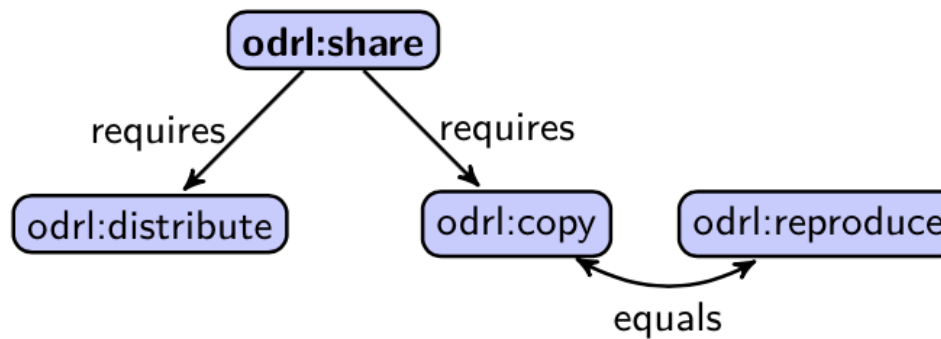 odrl:share
requires
requires
odrl:distribute
odrl:copy
odrl:reproduce
equals